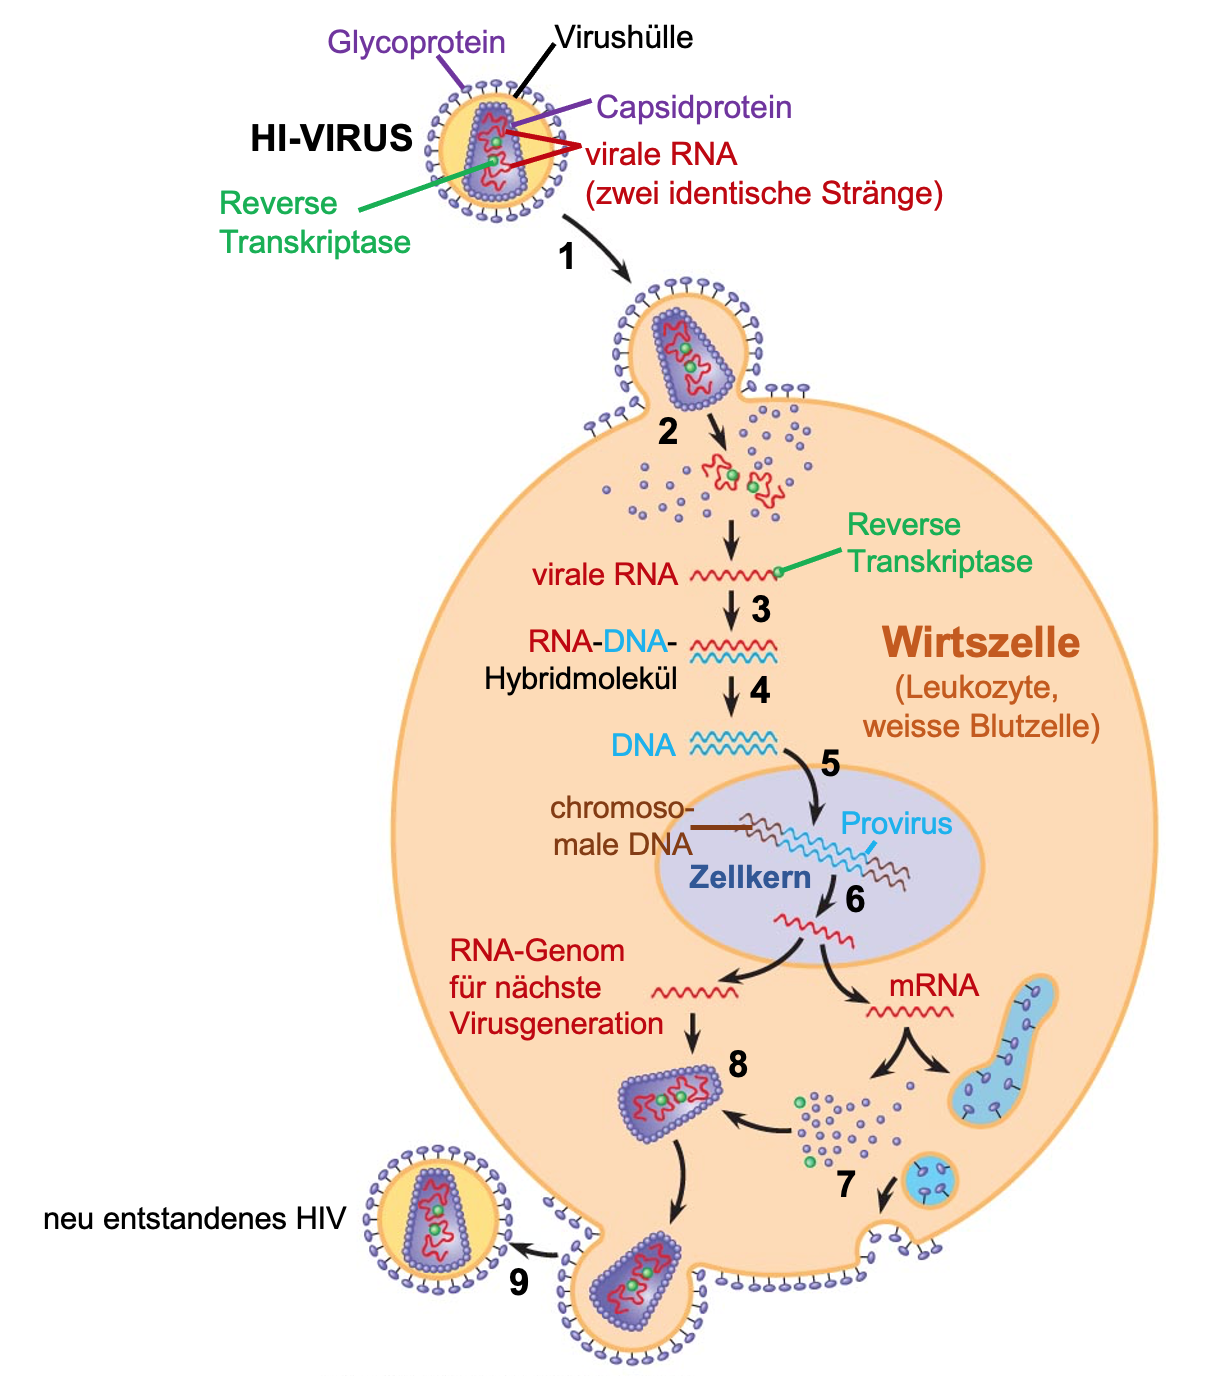 Glycoprotein
Virushülle
HI-VIRUS
Capsidprotein
virale RNA
(zwei identische Stränge)
Reverse
Transkriptase
1
2
Reverse
Transkriptase
virale RNA
3
RNA-DNA-
Hybridmolekül
4
Wirtszelle
(Leukozyte,
weisse Blutzelle)
DNA
5
chromoso-
male DNA
Provirus
Zellkern
6
RNA-Genom
für nächste
Virusgeneration
mRNA
8
7
neu entstandenes HIV
9